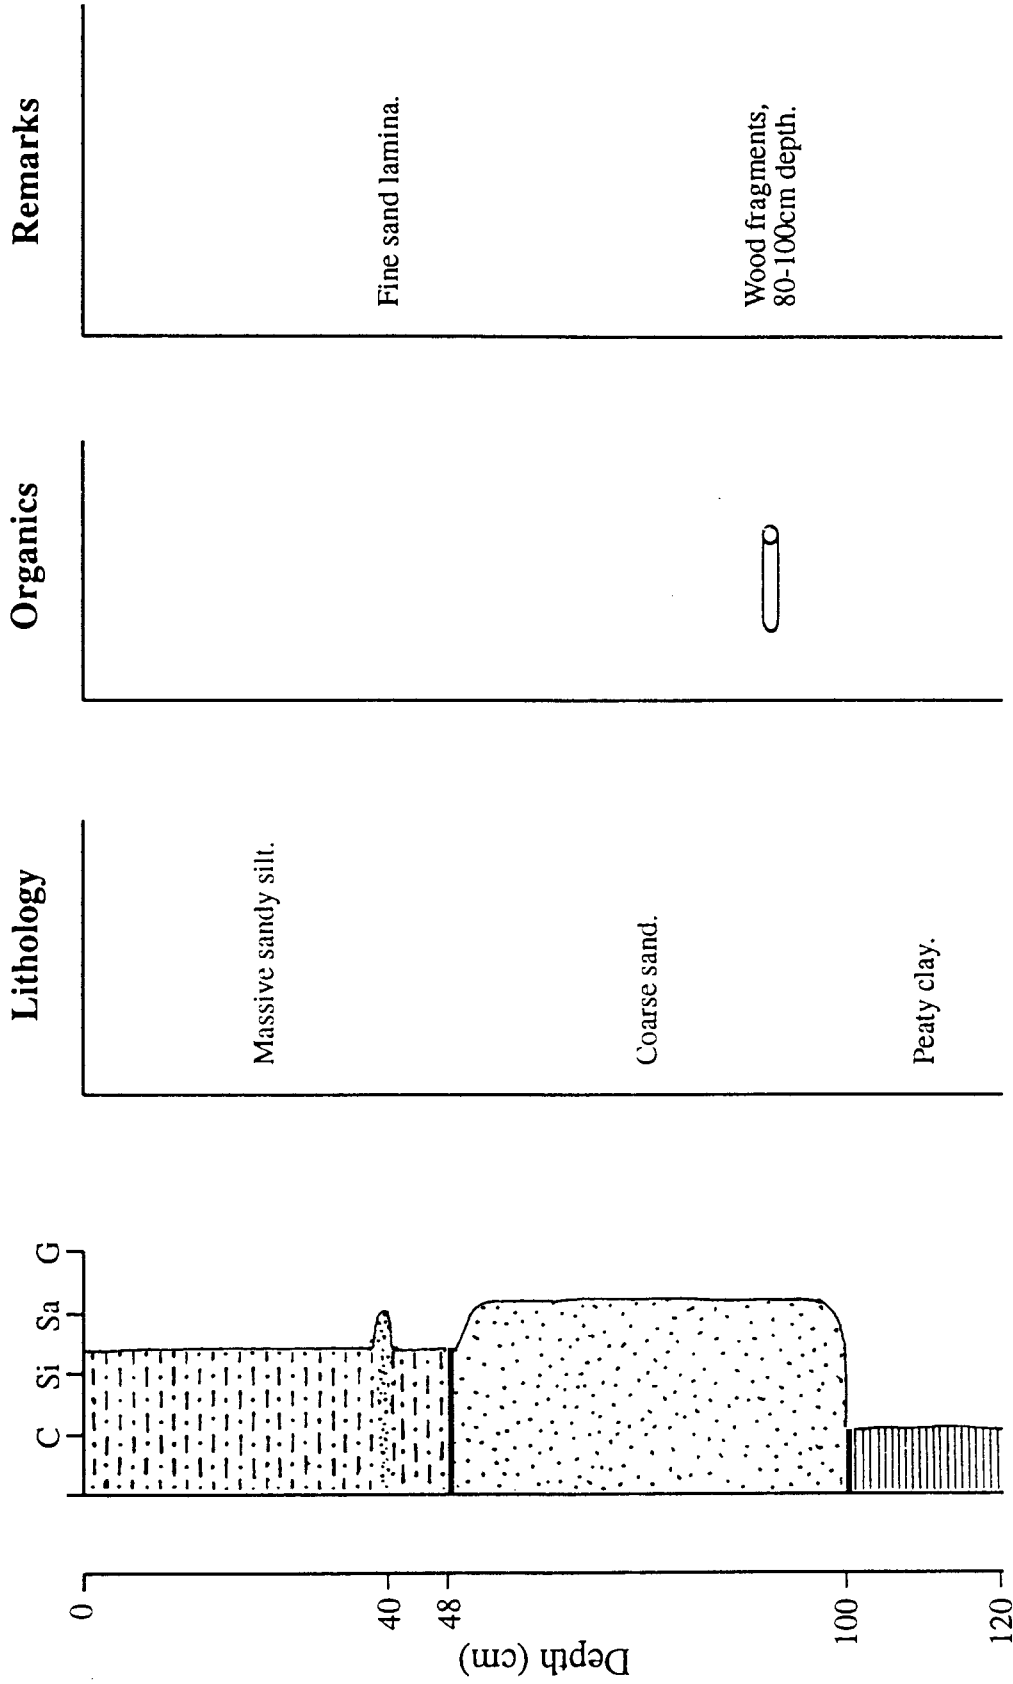 Depth (cm)
0
40
48
100
120
C Si Sa G
Lithology
Massive sandy silt.
Coarse sand.
Peaty clay.
Organics
Remarks
Fine sand lamina.
Wood fragments,
80-100cm depth.